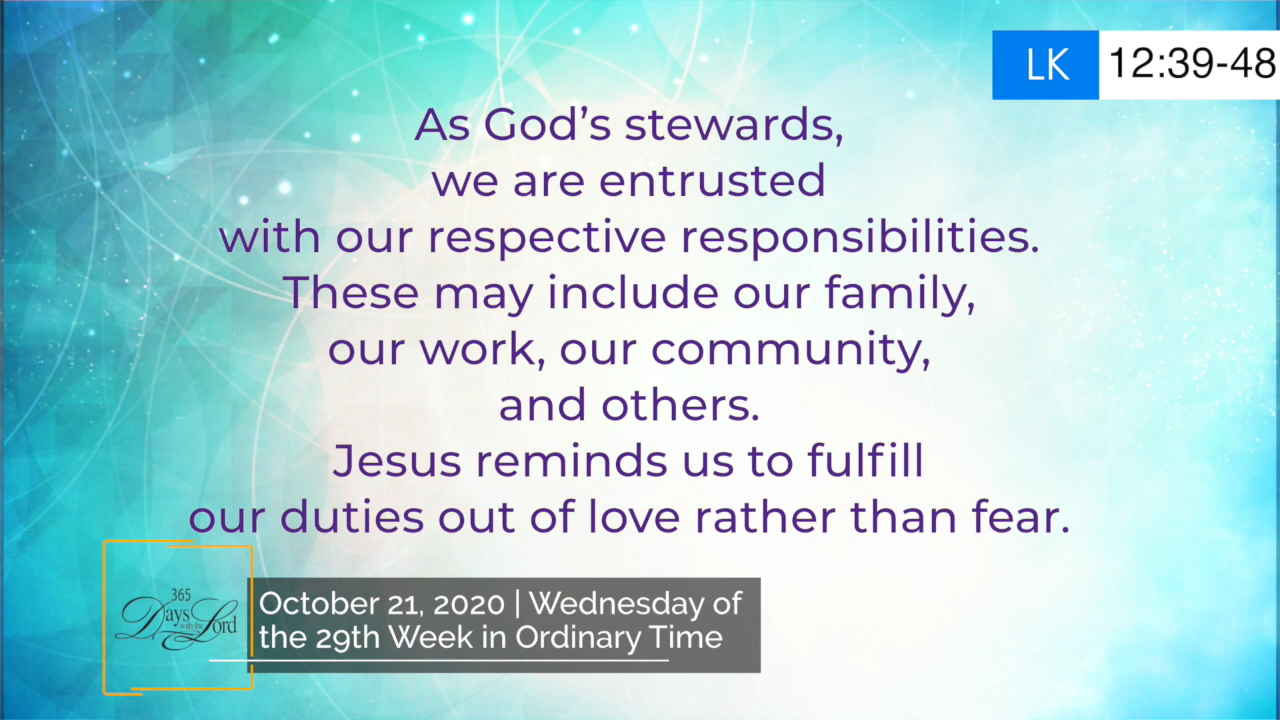 LK 12:39-48
As God’s stewards,
we are entrusted
with our respective responsibilities.
These may include our family,
our work, our community,
and others.
Jesus reminds us to fulfill
our duties out of love rather than fear.
365
Days with the Lord
October 21, 2020 | Wednesday of
the 29th Week in Ordinary Time